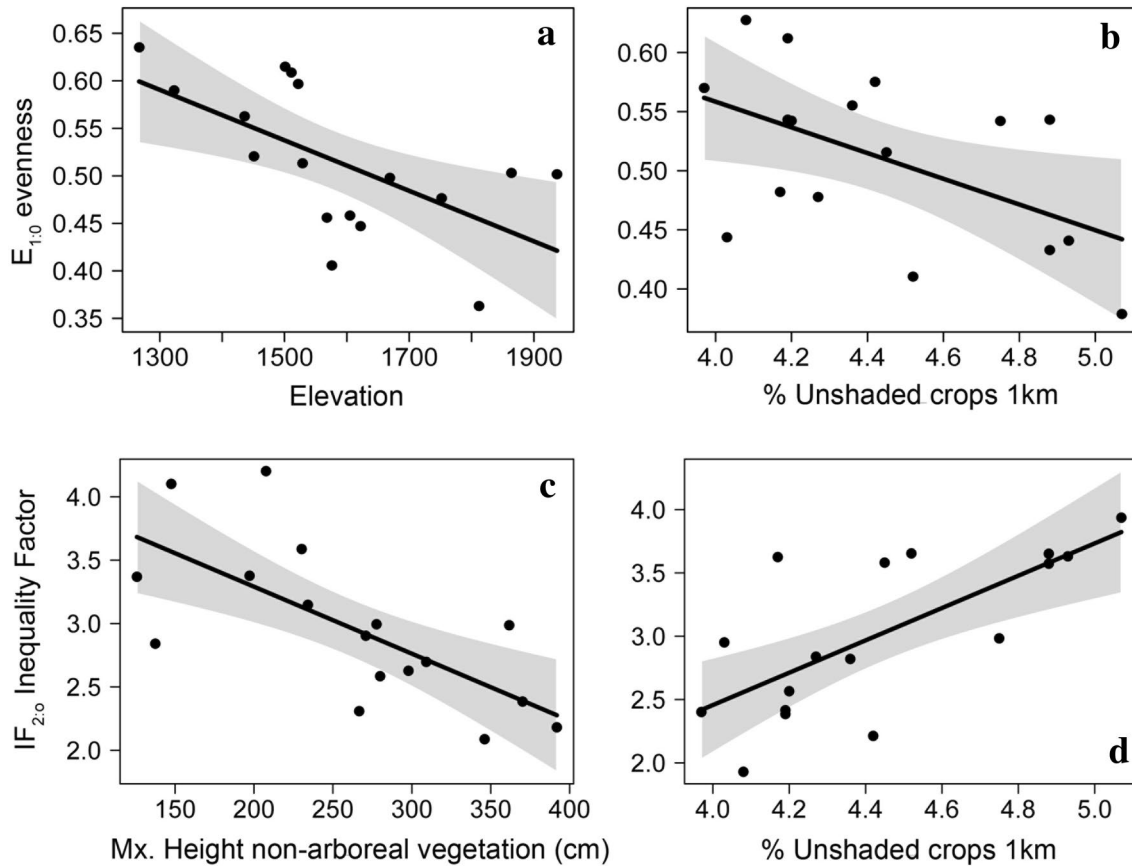 a
0.65
0.60
0.55
0.50
0.45
0.40
0.35
E1:0 evenness
1300 1500 1700 1900
Elevation
b
0.60
0.55
0.50
0.45
0.40
4.0 4.2 4.4 4.6 4.8 5.0
% Unshaded crops 1km
c
4.0
3.5
3.0
2.5
2.0
IF2:o Inequality Factor
150 200 250 300 350 400
Mx. Height non-arboreal vegetation (cm)
4.0
3.5
3.0
2.5
2.0
d
4.0 4.2 4.4 4.6 4.8 5.0
% Unshaded crops 1km